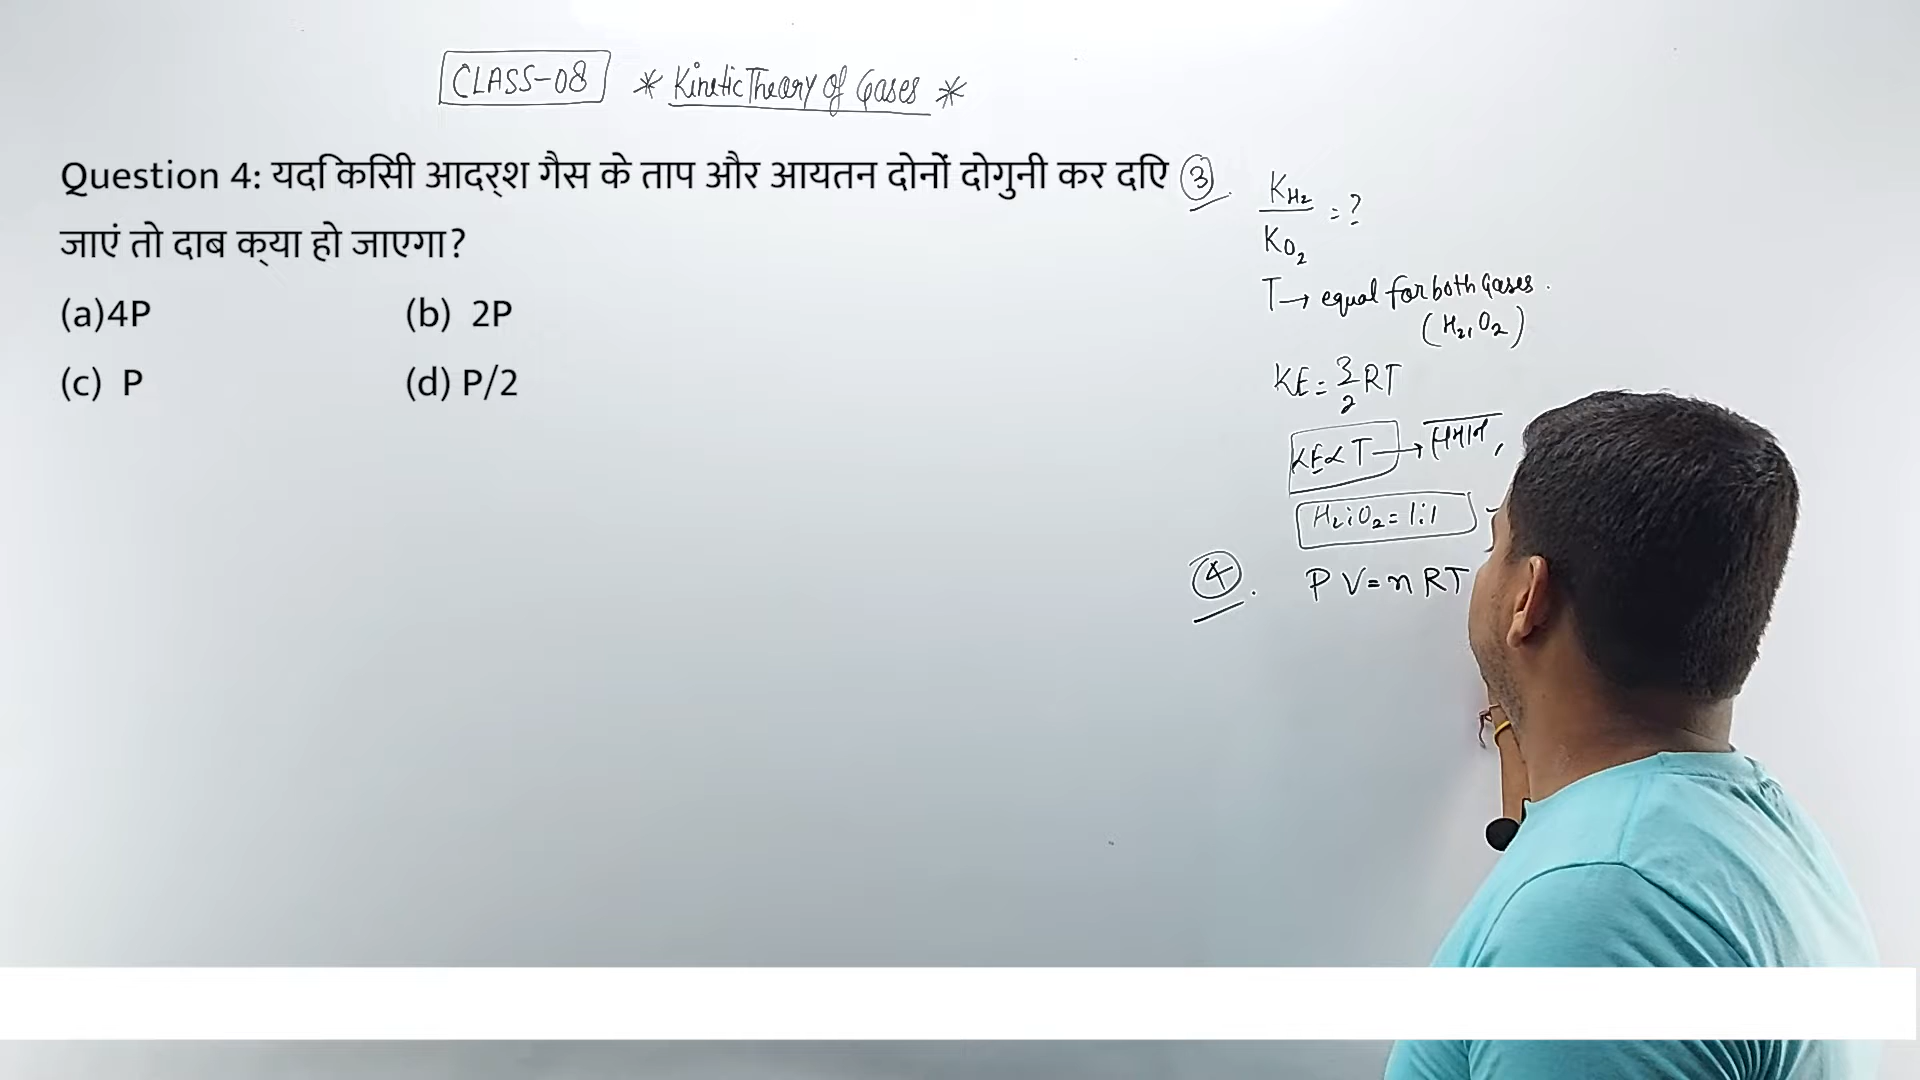 CLASS-08 * Kinetic Theory of Gases *
Question 4: यदि किसी आदर्श गैस के ताप और आयतन दोनों दोगुनी कर दिए
जाएं तो दाब क्या हो जाएगा?
(a)4P (b) 2P
(c) P (d) P/2
3. K_H₂ / K_O₂ = ?
T→ equal for both Gases.
(H₂, O₂)
KE = 3/2 RT
KE∝T → समान,
H₂:O₂ = 1:1
4. PV = nRT